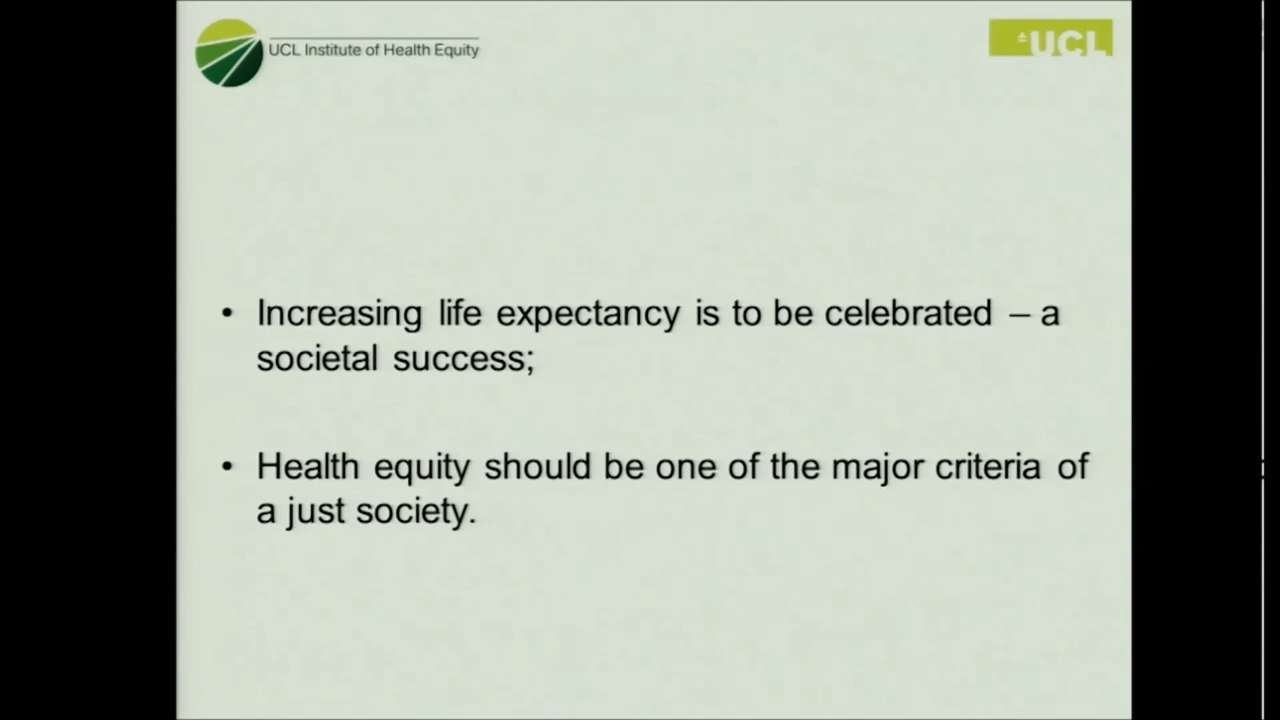 UCL Institute of Health Equity
UCL
• Increasing life expectancy is to be celebrated – a
societal success;
• Health equity should be one of the major criteria of
a just society.